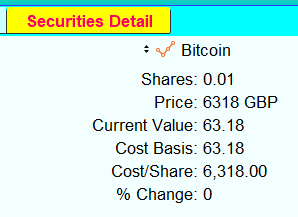 Securities Detail
Bitcoin
Shares: 0.01
Price: 6318 GBP
Current Value: 63.18
Cost Basis: 63.18
Cost/Share: 6,318.00
% Change: 0